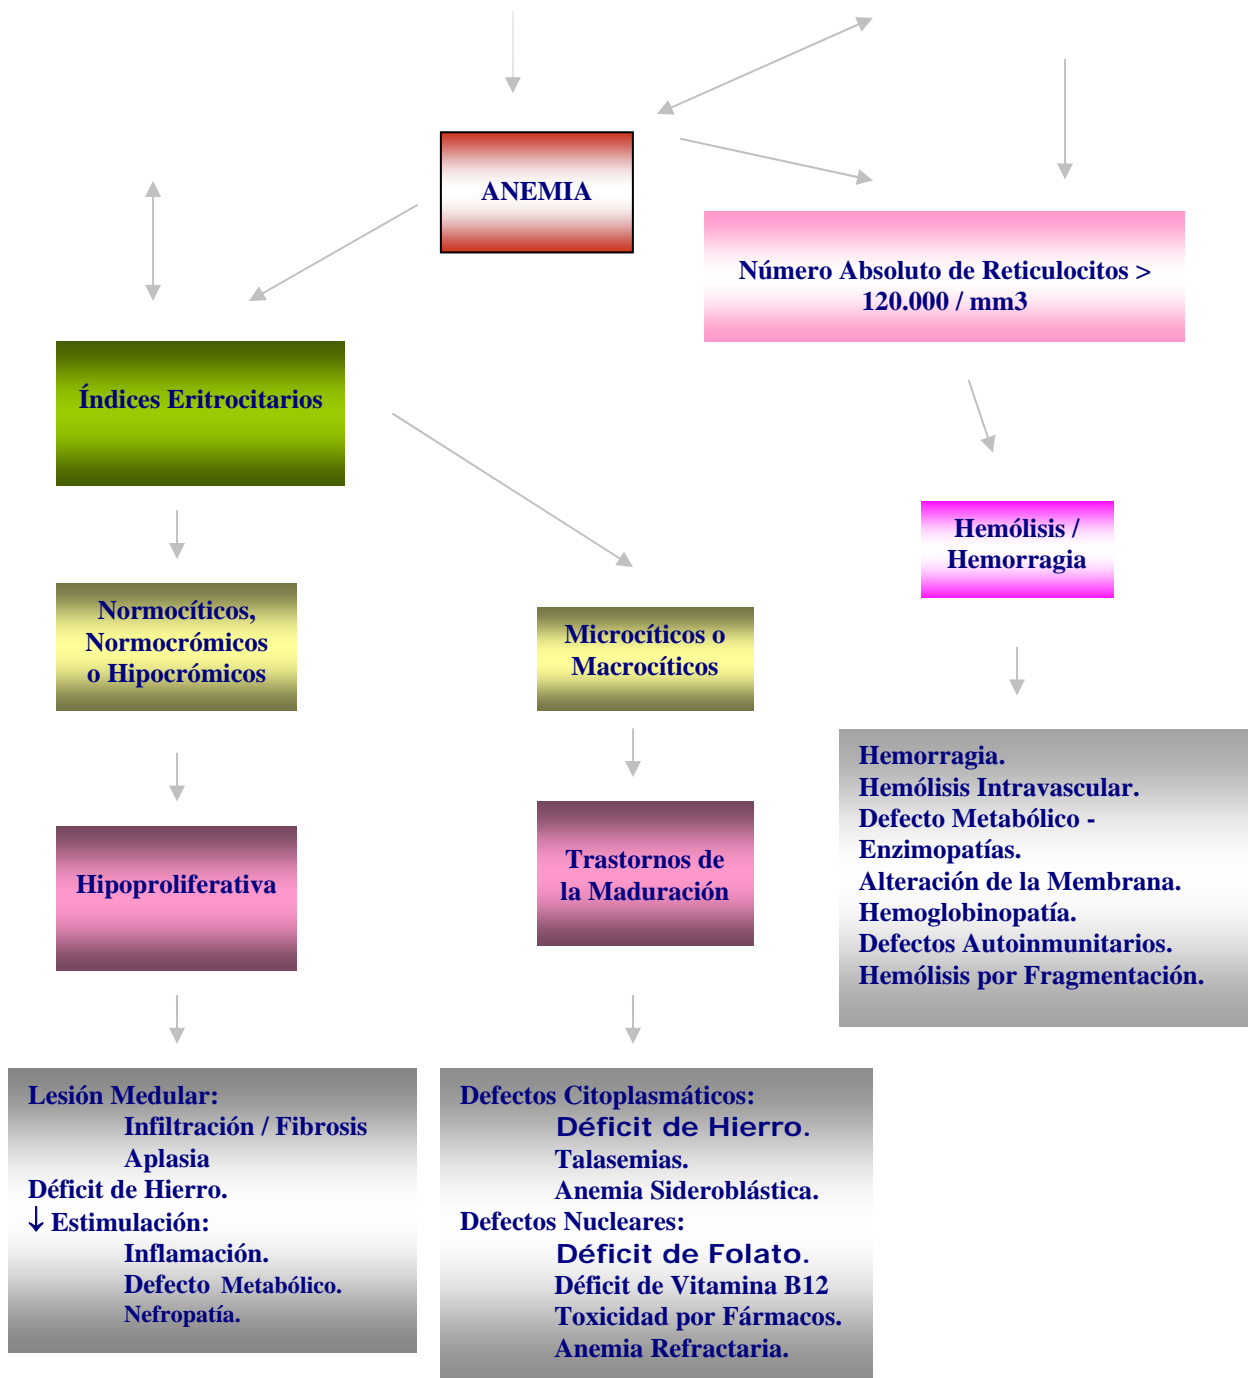 ANEMIA
Número Absoluto de Reticulocitos >
120.000 / mm3
Índices Eritrocitarios
Hemólisis /
Hemorragia
Normocíticos,
Normocrómicos
o Hipocrómicos
Microcíticos o
Macrocíticos
Hemorragia.
Hemólisis Intravascular.
Defecto Metabólico -
Enzimopatías.
Alteración de la Membrana.
Hemoglobinopatía.
Defectos Autoinmunitarios.
Hemólisis por Fragmentación.
Hipoproliferativa
Trastornos de
la Maduración
Lesión Medular:
Infiltración / Fibrosis
Aplasia
Déficit de Hierro.
↓ Estimulación:
Inflamación.
Defecto Metabólico.
Nefropatía.
Defectos Citoplasmáticos:
Déficit de Hierro.
Talasemias.
Anemia Sideroblástica.
Defectos Nucleares:
Déficit de Folato.
Déficit de Vitamina B12
Toxicidad por Fármacos.
Anemia Refractaria.